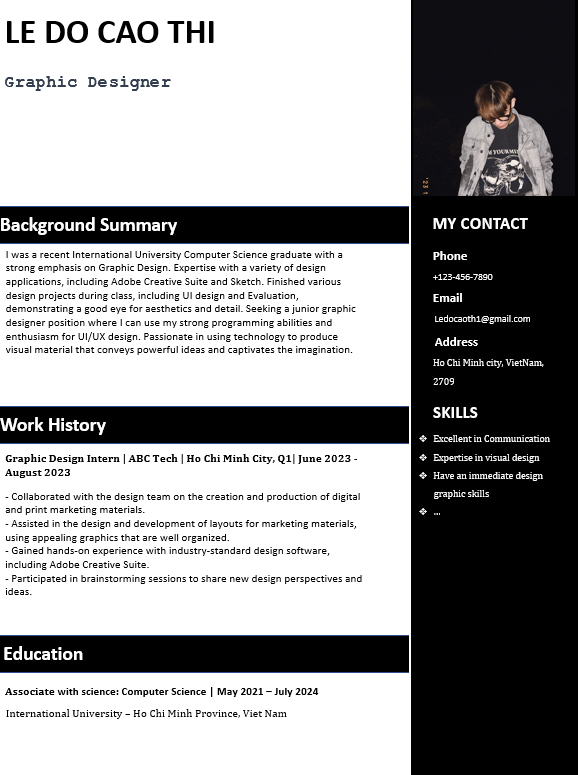 LE DO CAO THI
Graphic Designer
Background Summary
I was a recent International University Computer Science graduate with a
strong emphasis on Graphic Design. Expertise with a variety of design
applications, including Adobe Creative Suite and Sketch. Finished various
design projects during class, including UI design and Evaluation,
demonstrating a good eye for aesthetics and detail. Seeking a junior graphic
designer position where I can use my strong programming abilities and
enthusiasm for UI/UX design. Passionate in using technology to produce
visual material that conveys powerful ideas and captivates the imagination.
Work History
Graphic Design Intern | ABC Tech | Ho Chi Minh City, Q1| June 2023 -
August 2023
- Collaborated with the design team on the creation and production of digital
and print marketing materials.
- Assisted in the design and development of layouts for marketing materials,
using appealing graphics that are well organized.
- Gained hands-on experience with industry-standard design software,
including Adobe Creative Suite.
- Participated in brainstorming sessions to share new design perspectives and
ideas.
Education
Associate with science: Computer Science | May 2021 – July 2024
International University – Ho Chi Minh Province, Viet Nam
MY CONTACT
Phone
+123-456-7890
Email
Ledocaoth1@gmail.com
Address
Ho Chi Minh city, VietNam,
2709
SKILLS
❖ Excellent in Communication
❖ Expertise in visual design
❖ Have an immediate design
graphic skills
❖ ...